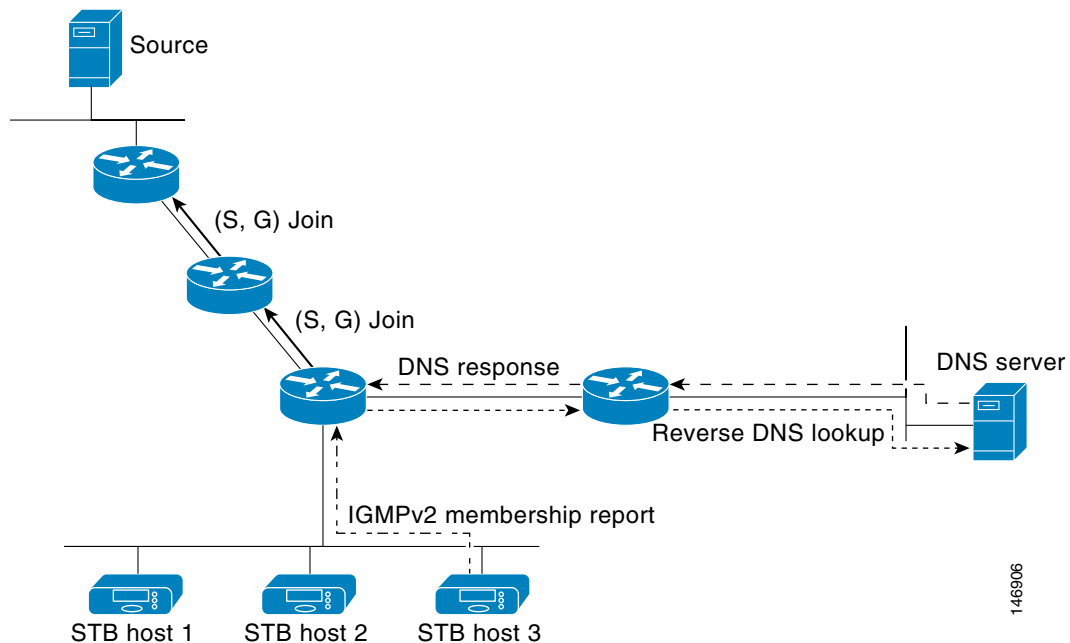 Source
(S, G) Join
(S, G) Join
DNS response
DNS server
Reverse DNS lookup
IGMPv2 membership report
STB host 1
STB host 2
STB host 3
146906